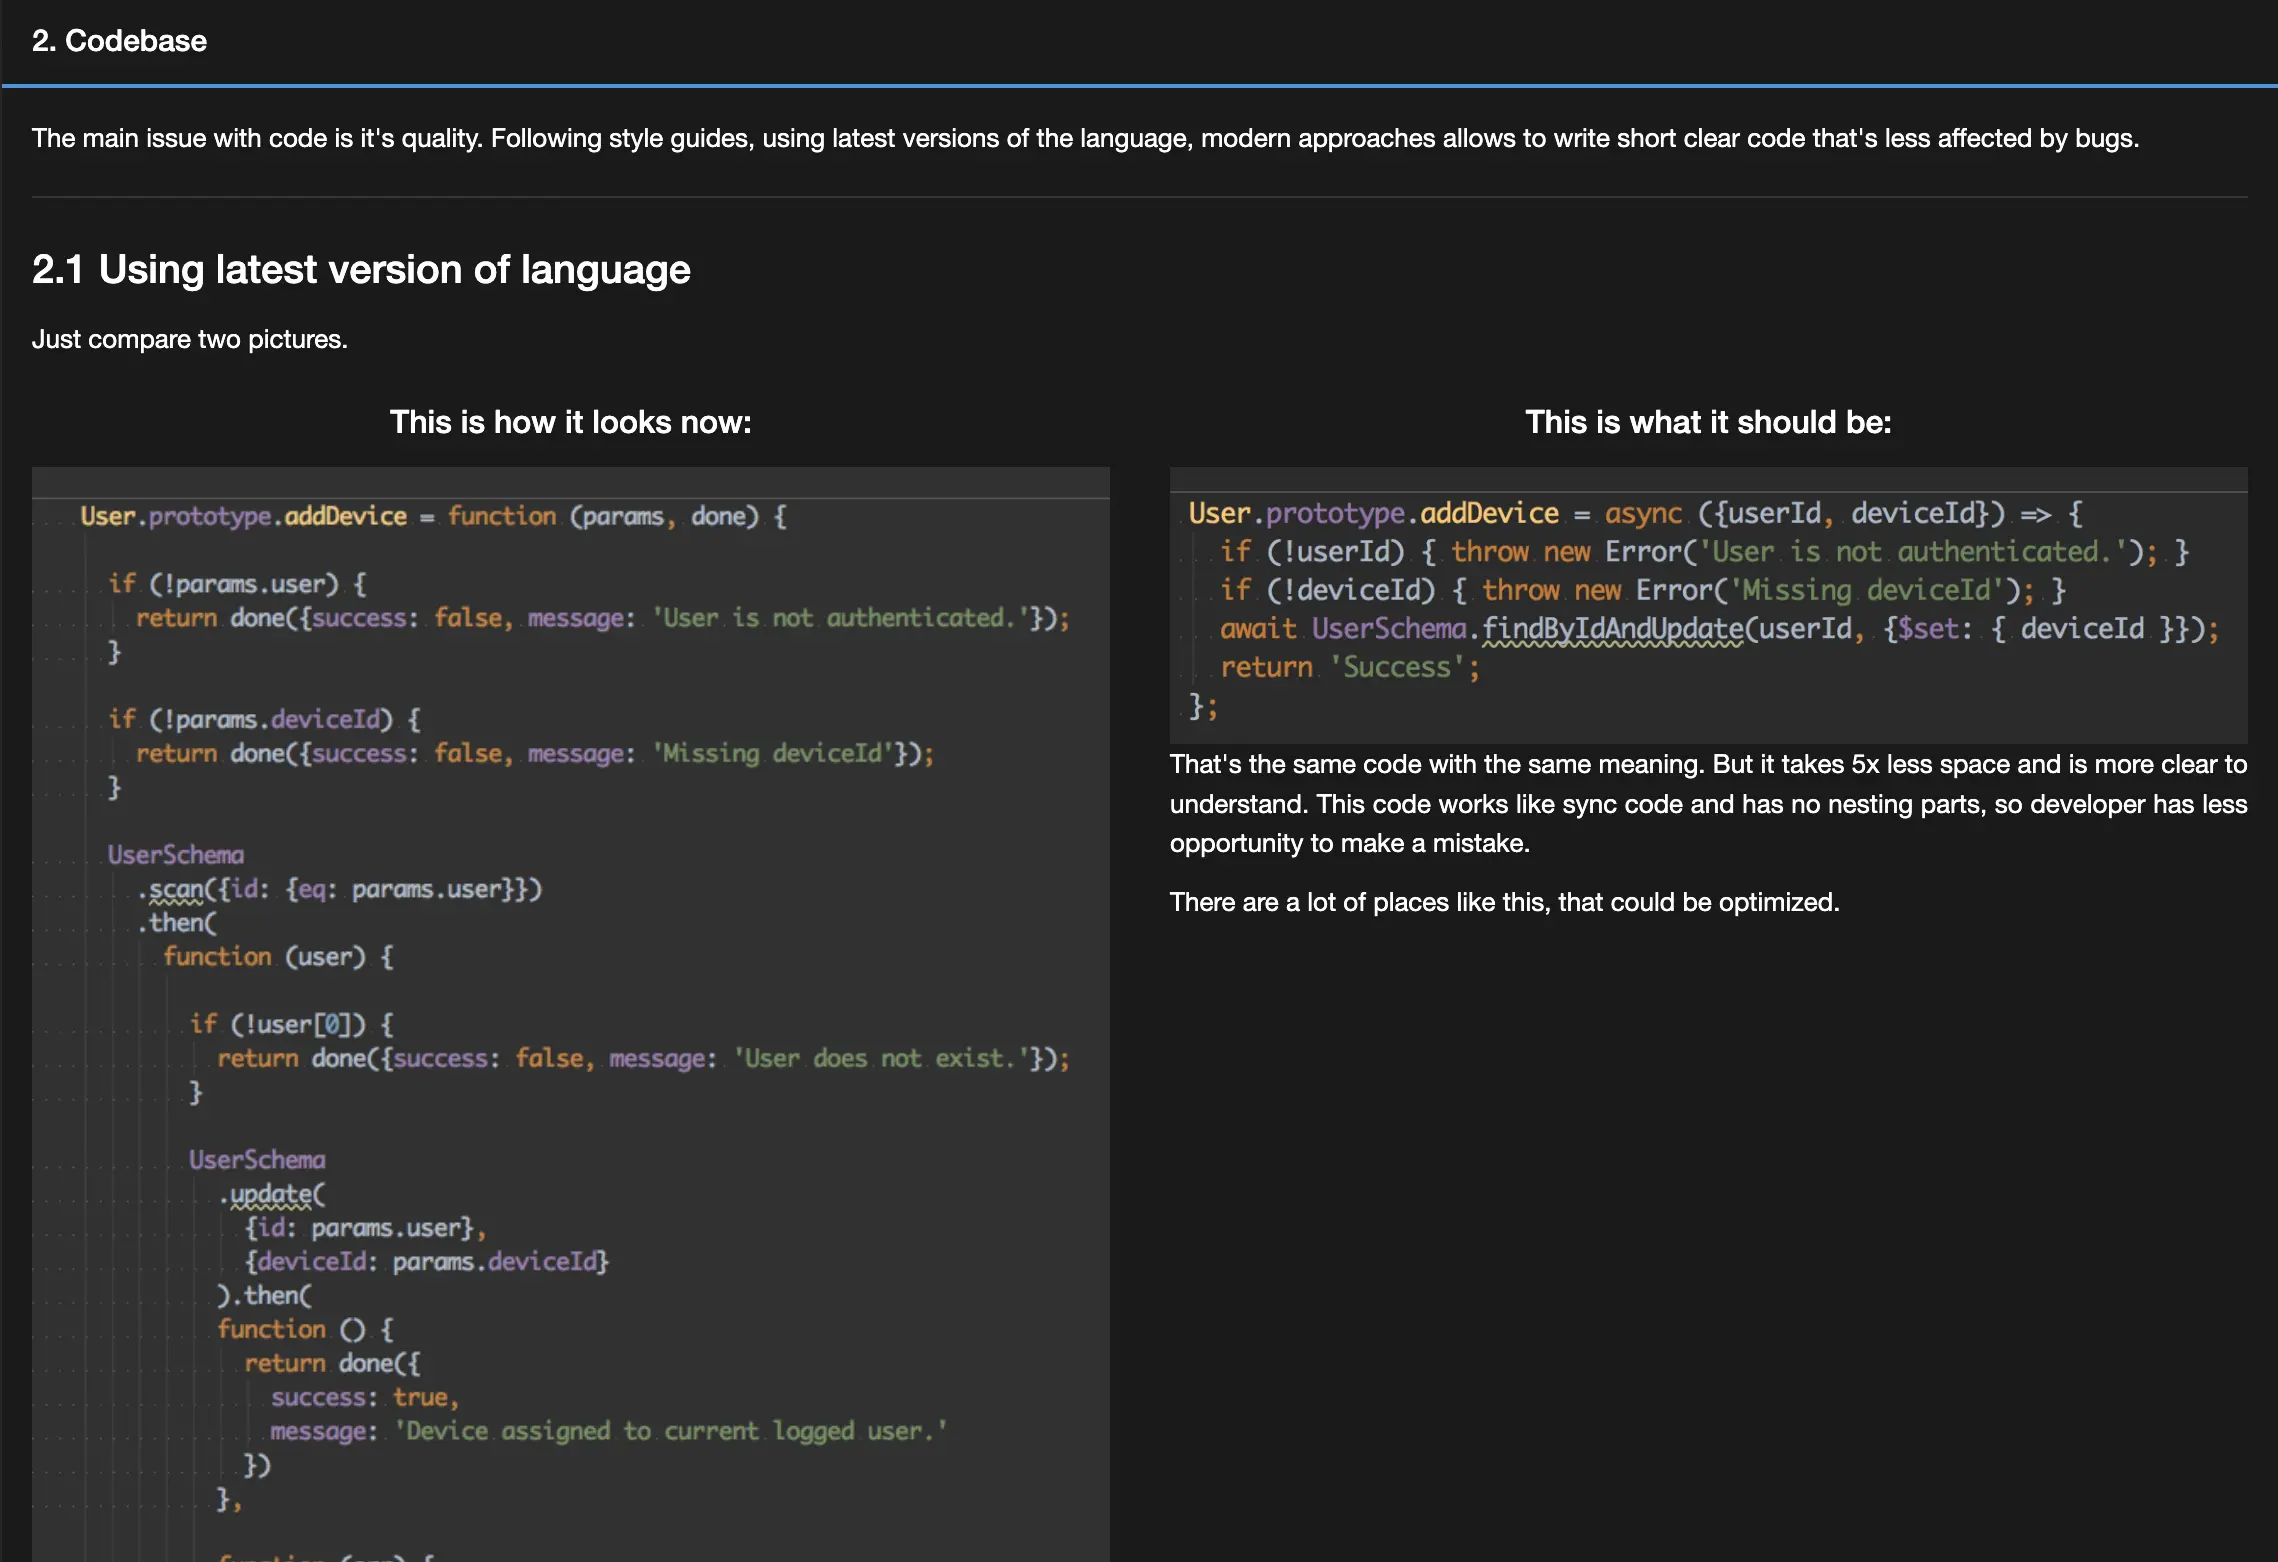 2. Codebase
The main issue with code is it's quality. Following style guides, using latest versions of the language, modern approaches allows to write short clear code that's less affected by bugs.
2.1 Using latest version of language
Just compare two pictures.
This is how it looks now:
User.prototype.addDevice = function (params, done) {
if (!params.user) {
return done({success: false, message: 'User is not authenticated.'});
}
if (!params.deviceId) {
return done({success: false, message: 'Missing deviceId'});
}
UserSchema
.scan({id: {eq: params.user}})
.then(
function (user) {
if (!user[0]) {
return done({success: false, message: 'User does not exist.'});
}
UserSchema
.update(
{id: params.user},
{deviceId: params.deviceId}
).then(
function () {
return done({
success: true,
message: 'Device assigned to current logged user.'
})
},
This is what it should be:
User.prototype.addDevice = async ({userId, deviceId}) => {
if (!userId) { throw new Error('User is not authenticated.'); }
if (!deviceId) { throw new Error('Missing deviceId'); }
await UserSchema.findByIdAndUpdate(userId, {$set: { deviceId }});
return 'Success';
};
That's the same code with the same meaning. But it takes 5x less space and is more clear to
understand. This code works like sync code and has no nesting parts, so developer has less
opportunity to make a mistake.
There are a lot of places like this, that could be optimized.